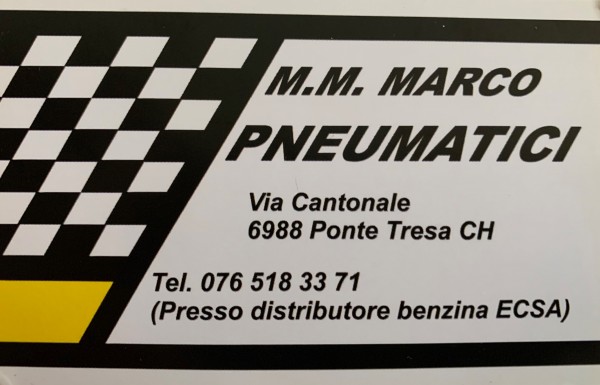 M.M. MARCO
PNEUMATICI
Via Cantonale
6988 Ponte Tresa CH
Tel. 076 518 33 71
(Presso distributore benzina ECSA)